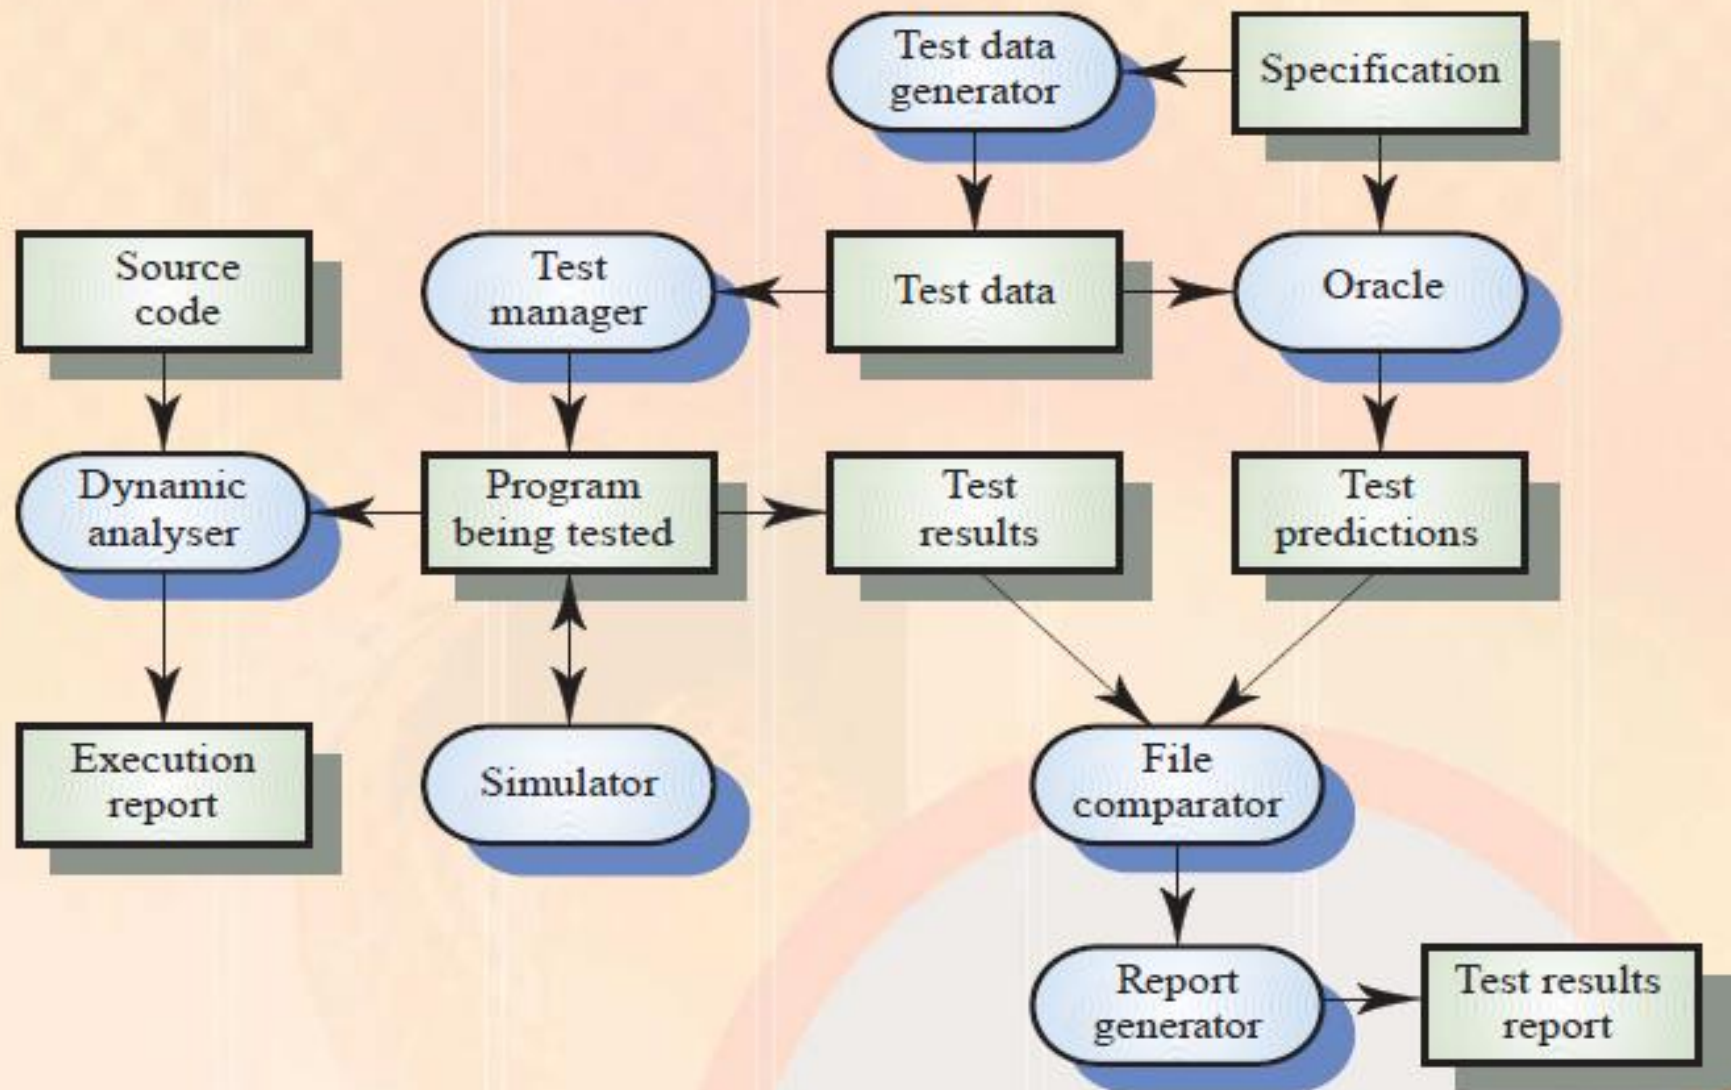 Test data
generator
Specification
Source
code
Test
manager
Test data
Oracle
Dynamic
analyser
Program
being tested
Test
results
Test
predictions
Execution
report
Simulator
File
comparator
Report
generator
Test results
report